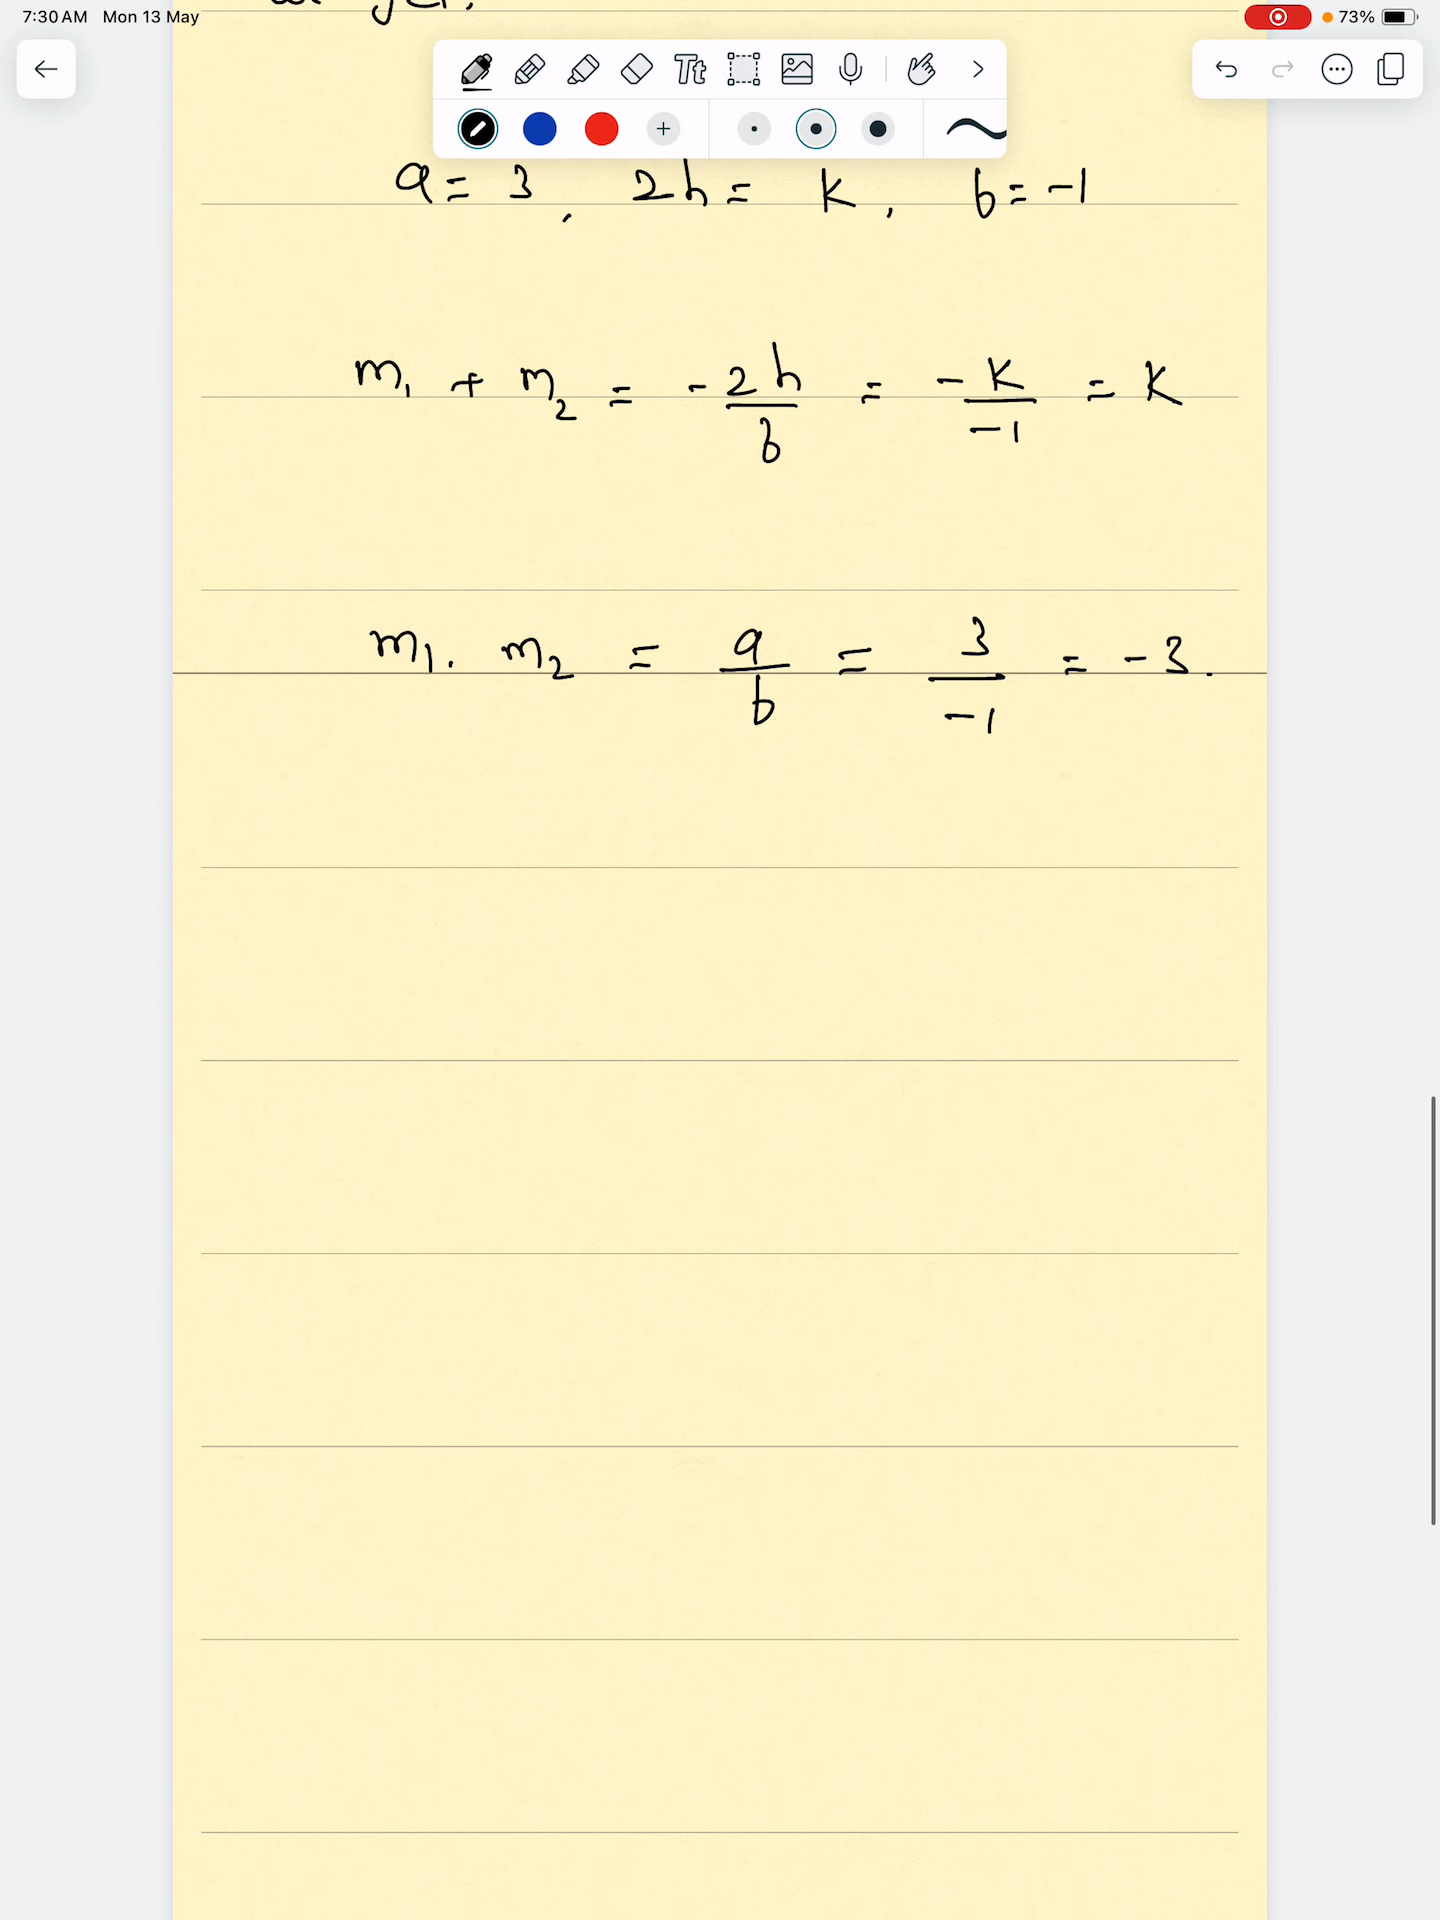 7:30 AM Mon 13 May 73%
Tt
a = 3, 2h = k, b = -1
m₁ + m₂ = -2h/b = -k/-1 = k
m₁ . m₂ = a/b = 3/-1 = -3.